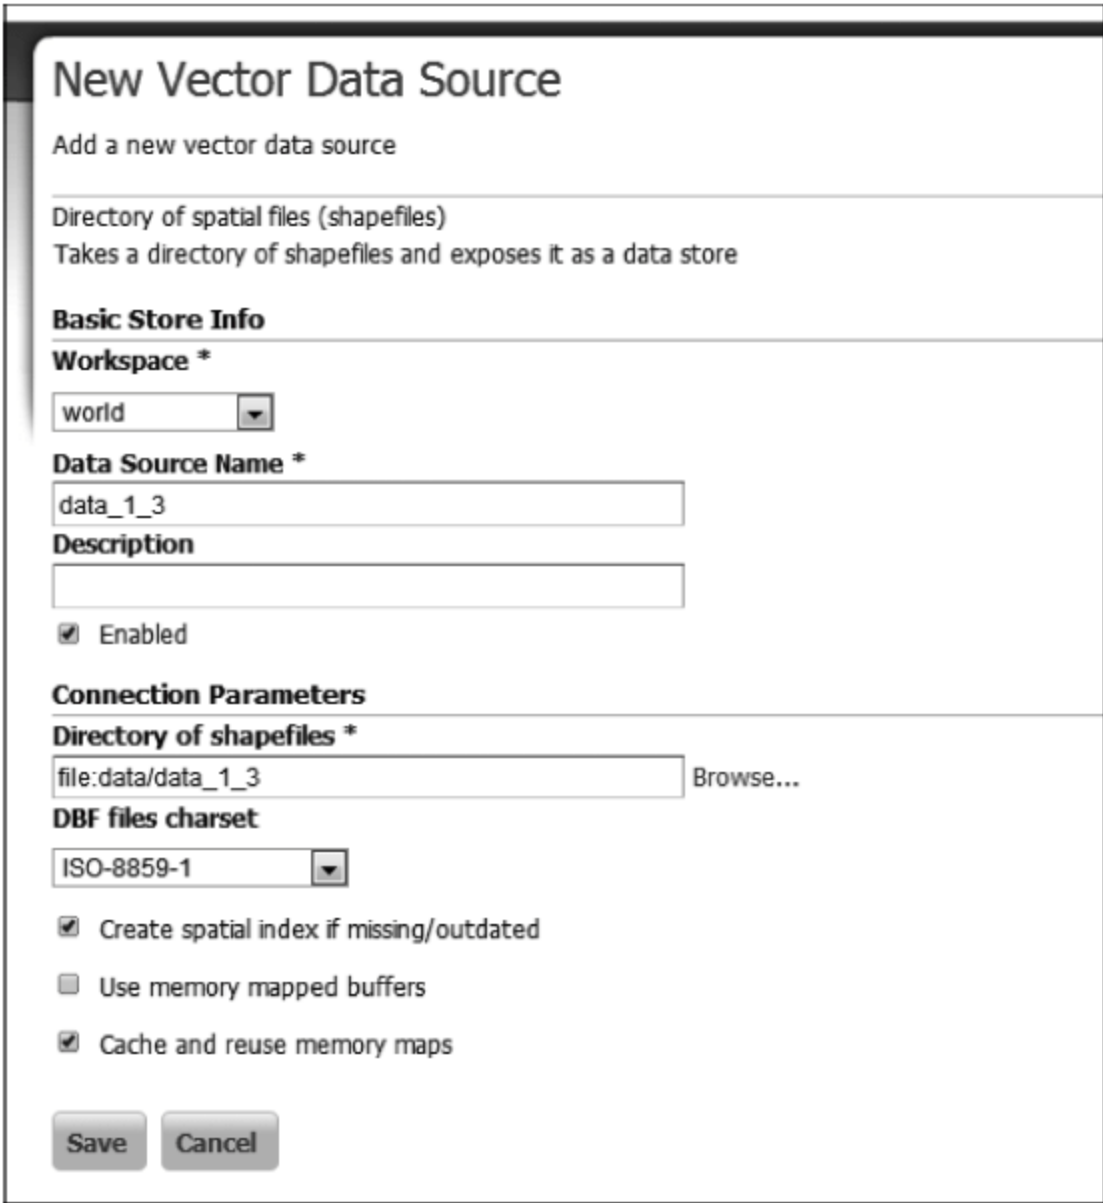 New Vector Data Source
Add a new vector data source
Directory of spatial files (shapefiles)
Takes a directory of shapefiles and exposes it as a data store
Basic Store Info
Workspace *
world
Data Source Name *
data_1_3
Description
Enabled
Connection Parameters
Directory of shapefiles *
file:data/data_1_3 Browse...
DBF files charset
ISO-8859-1
Create spatial index if missing/outdated
Use memory mapped buffers
Cache and reuse memory maps
Save Cancel